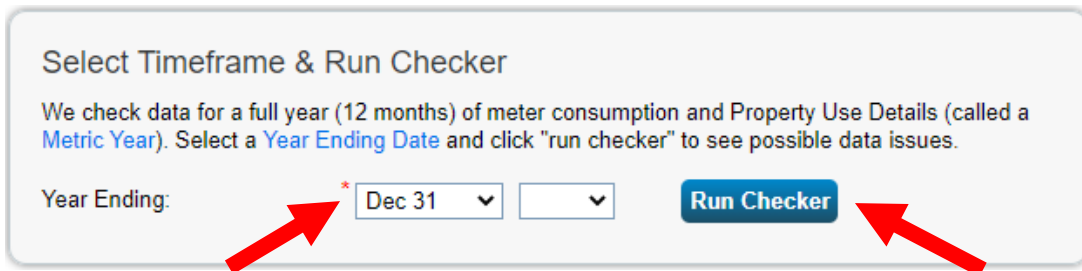 Select Timeframe & Run Checker
We check data for a full year (12 months) of meter consumption and Property Use Details (called a
Metric Year). Select a Year Ending Date and click "run checker" to see possible data issues.
Year Ending: * Dec 31 Run Checker